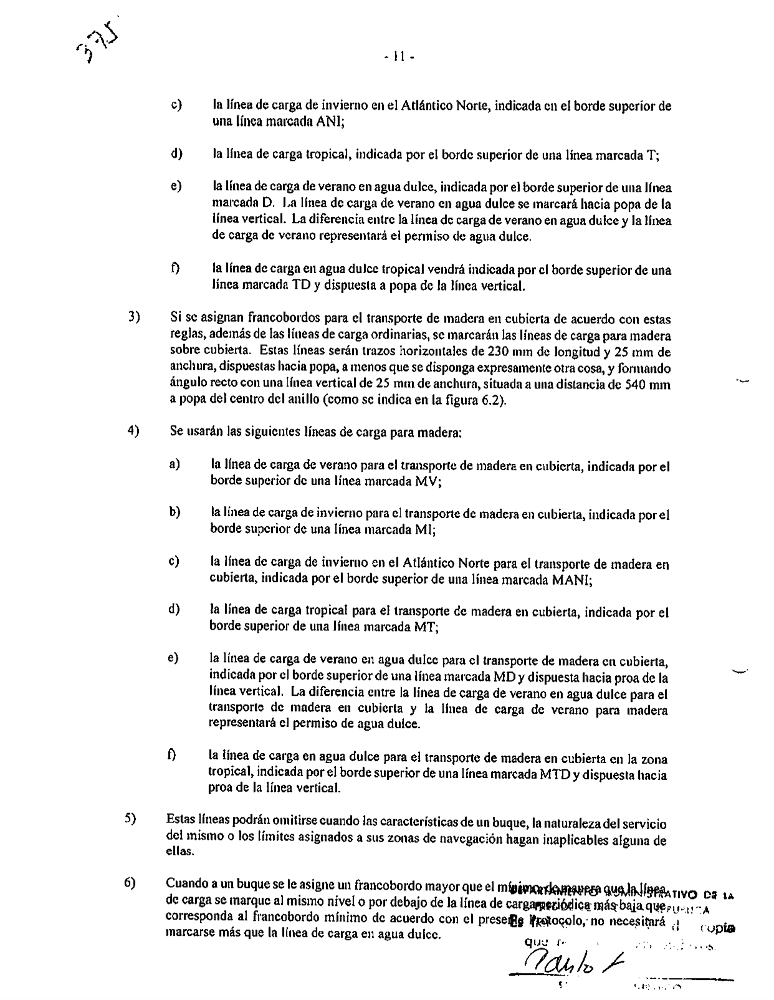 375
- 11 -
c) la línea de carga de invierno en el Atlántico Norte, indicada en el borde superior de
una línea marcada ANI;
d) la línea de carga tropical, indicada por el borde superior de una línea marcada T;
e) la línea de carga de verano en agua dulce, indicada por el borde superior de una línea
marcada D. La línea de carga de verano en agua dulce se marcará hacia popa de la
línea vertical. La diferencia entre la línea de carga de verano en agua dulce y la línea
de carga de verano representará el permiso de agua dulce.
f) la línea de carga en agua dulce tropical vendrá indicada por el borde superior de una
línea marcada TD y dispuesta a popa de la línea vertical.
3) Si se asignan francobordos para el transporte de madera en cubierta de acuerdo con estas
reglas, además de las líneas de carga ordinarias, se marcarán las líneas de carga para madera
sobre cubierta. Estas líneas serán trazos horizontales de 230 mm de longitud y 25 mm de
anchura, dispuestas hacia popa, a menos que se disponga expresamente otra cosa, y formando
ángulo recto con una línea vertical de 25 mm de anchura, situada a una distancia de 540 mm
a popa del centro del anillo (como se indica en la figura 6.2).
4) Se usarán las siguientes líneas de carga para madera:
a) la línea de carga de verano para el transporte de madera en cubierta, indicada por el
borde superior de una línea marcada MV;
b) la línea de carga de invierno para el transporte de madera en cubierta, indicada por el
borde superior de una línea marcada MI;
c) la línea de carga de invierno en el Atlántico Norte para el transporte de madera en
cubierta, indicada por el borde superior de una línea marcada MANI;
d) la línea de carga tropical para el transporte de madera en cubierta, indicada por el
borde superior de una línea marcada MT;
e) la línea de carga de verano en agua dulce para el transporte de madera en cubierta,
indicada por el borde superior de una línea marcada MD y dispuesta hacia proa de la
línea vertical. La diferencia entre la línea de carga de verano en agua dulce para el
transporte de madera en cubierta y la línea de carga de verano para madera
representará el permiso de agua dulce.
f) la línea de carga en agua dulce para el transporte de madera en cubierta en la zona
tropical, indicada por el borde superior de una línea marcada MTD y dispuesta hacia
proa de la línea vertical.
5) Estas líneas podrán omitirse cuando las características de un buque, la naturaleza del servicio
del mismo o los límites asignados a sus zonas de navegación hagan inaplicables alguna de
ellas.
6) Cuando a un buque se le asigne un francobordo mayor que el mínimo, de manera que la línea
de carga se marque al mismo nivel o por debajo de la línea de carga periódica más baja que
corresponda al francobordo mínimo de acuerdo con el presente Protocolo, no necesitará
marcarse más que la línea de carga en agua dulce.
DEPARTAMENTO ADMINISTRATIVO DE LA
Es
copia
que